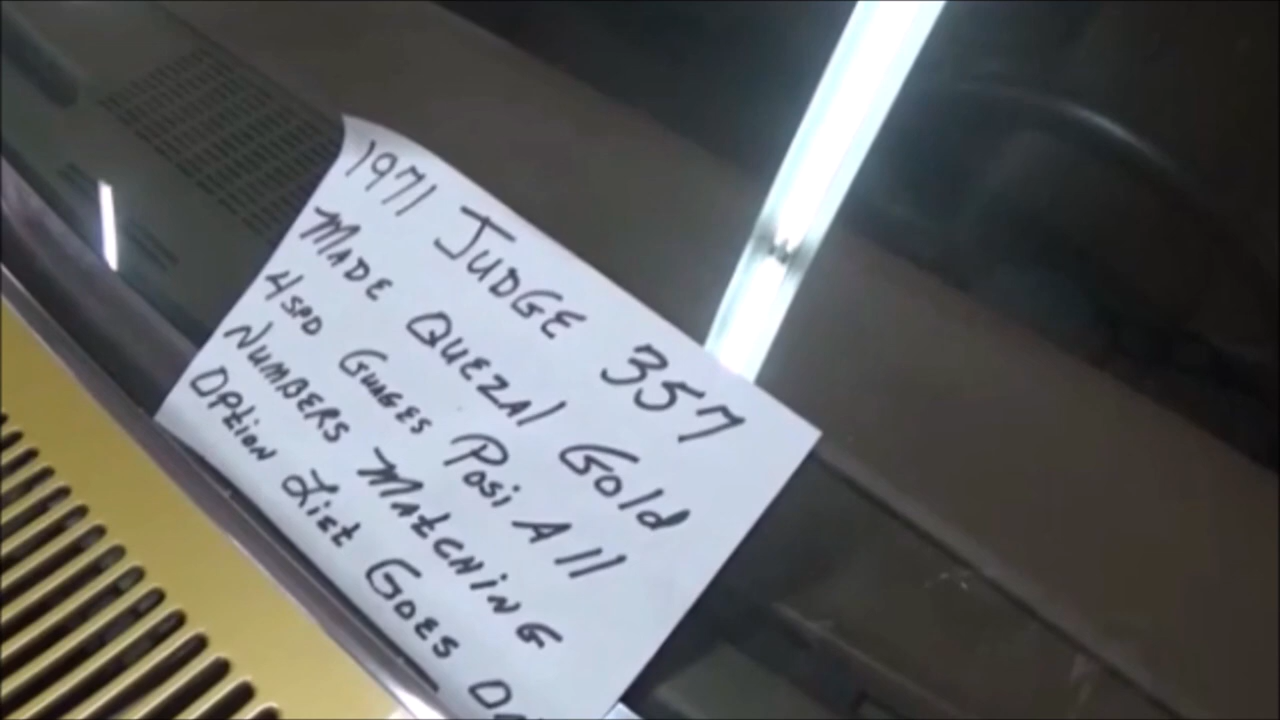 1971 JUDGE 357
MADE QUEZAl Gold
4SPD GUAGES Posi All
NUMBERS MAtCHiNG
OPtion List GOES